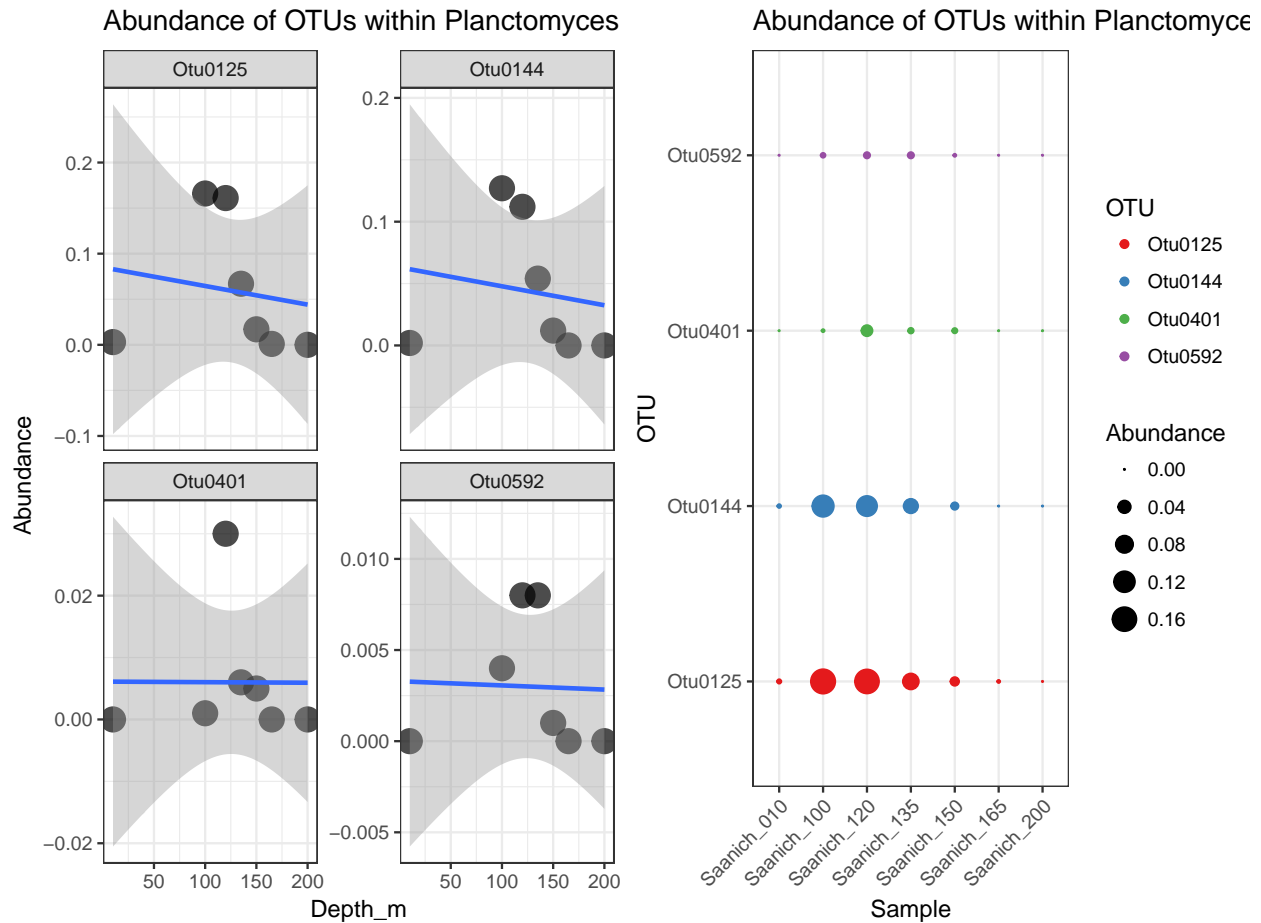 Abundance of OTUs within Planctomyces
Otu0125
Otu0144
0.2
0.1
0.0
−0.1
0.2
0.1
0.0
Otu0401
Otu0592
0.02
0.00
−0.02
0.010
0.005
0.000
−0.005
50 100 150 200
50 100 150 200
Abundance
Depth_m
Abundance of OTUs within Planctomyce
Otu0592
Otu0401
Otu0144
Otu0125
OTU
Saanich_010
Saanich_100
Saanich_120
Saanich_135
Saanich_150
Saanich_165
Saanich_200
Sample
OTU
Otu0125
Otu0144
Otu0401
Otu0592
Abundance
0.00
0.04
0.08
0.12
0.16